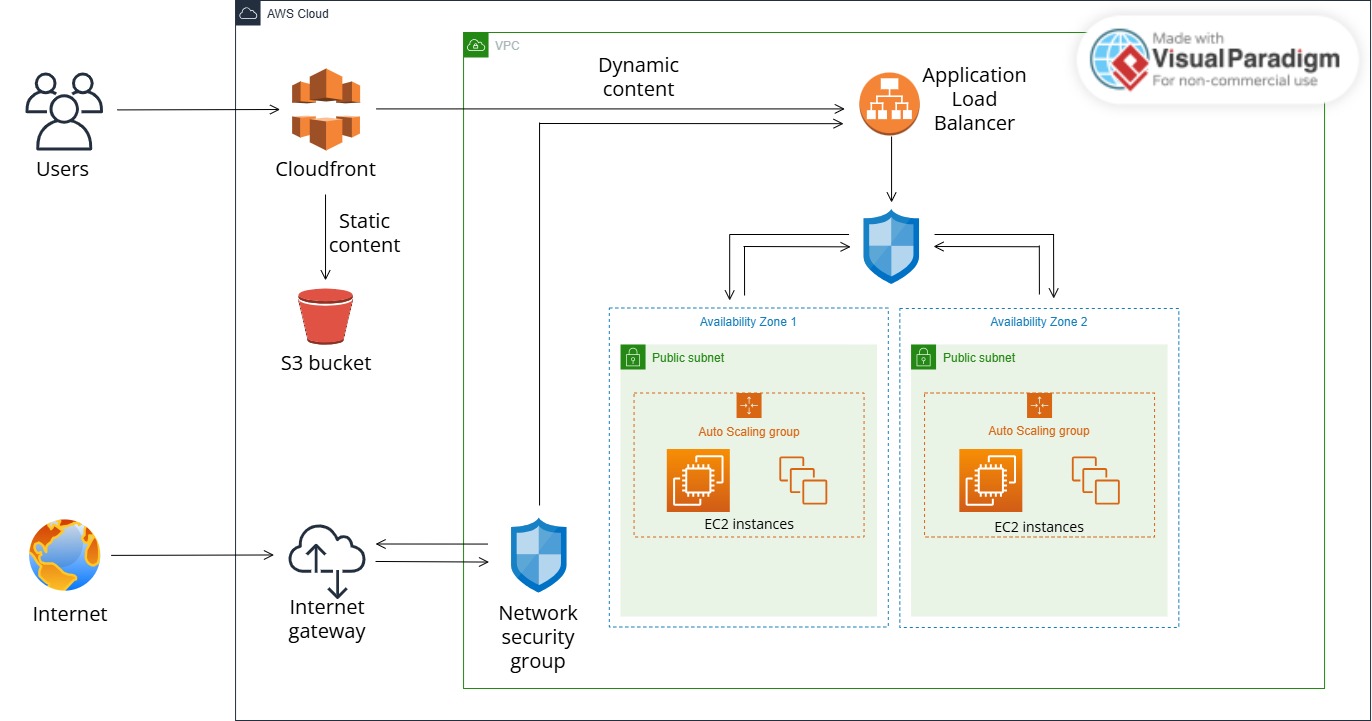 AWS Cloud
VPC
Made with
Visual Paradigm
For non-commercial use
Dynamic
content
Application
Load
Balancer
Users
Cloudfront
Static
content
S3 bucket
Availability Zone 1
Availability Zone 2
Public subnet
Public subnet
Auto Scaling group
Auto Scaling group
EC2 instances
EC2 instances
Internet
Internet
gateway
Network
security
group